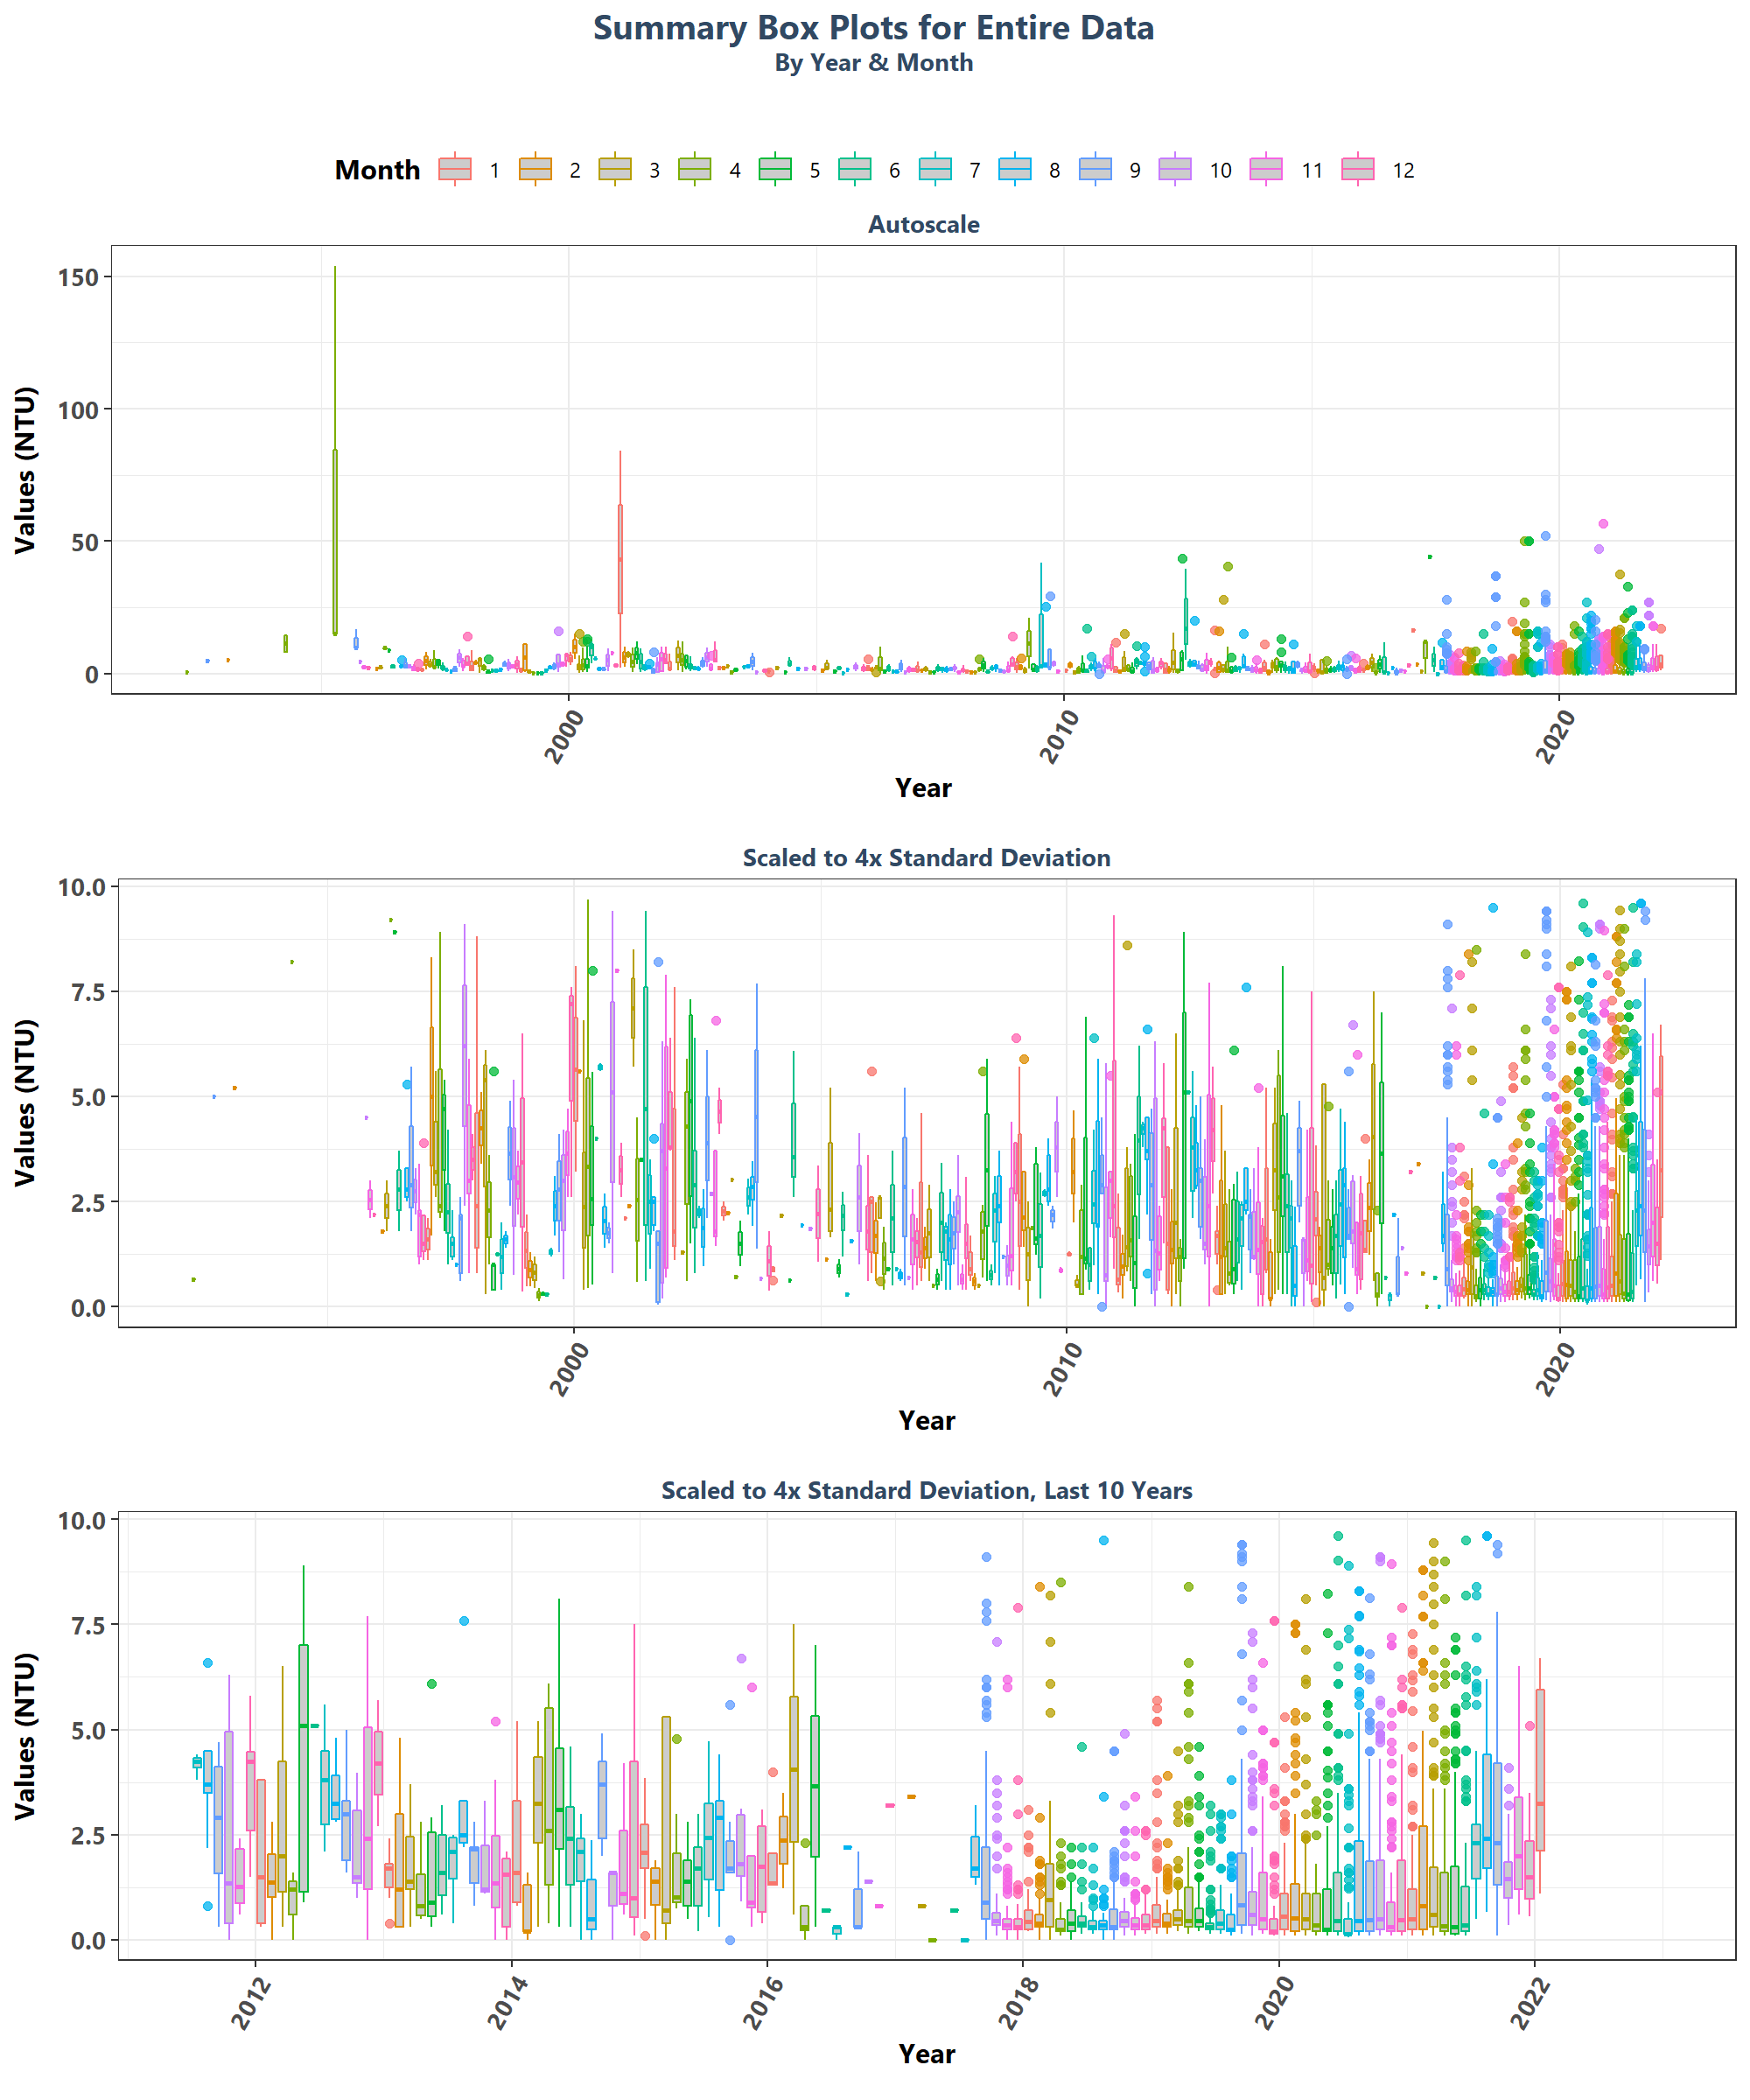 Summary Box Plots for Entire Data
By Year & Month
Month 1 2 3 4 5 6 7 8 9 10 11 12
Autoscale
150
100
50
0
Values (NTU)
2000 2010 2020
Year
Scaled to 4x Standard Deviation
10.0
7.5
5.0
2.5
0.0
Values (NTU)
2000 2010 2020
Year
Scaled to 4x Standard Deviation, Last 10 Years
10.0
7.5
5.0
2.5
0.0
Values (NTU)
2012 2014 2016 2018 2020 2022
Year